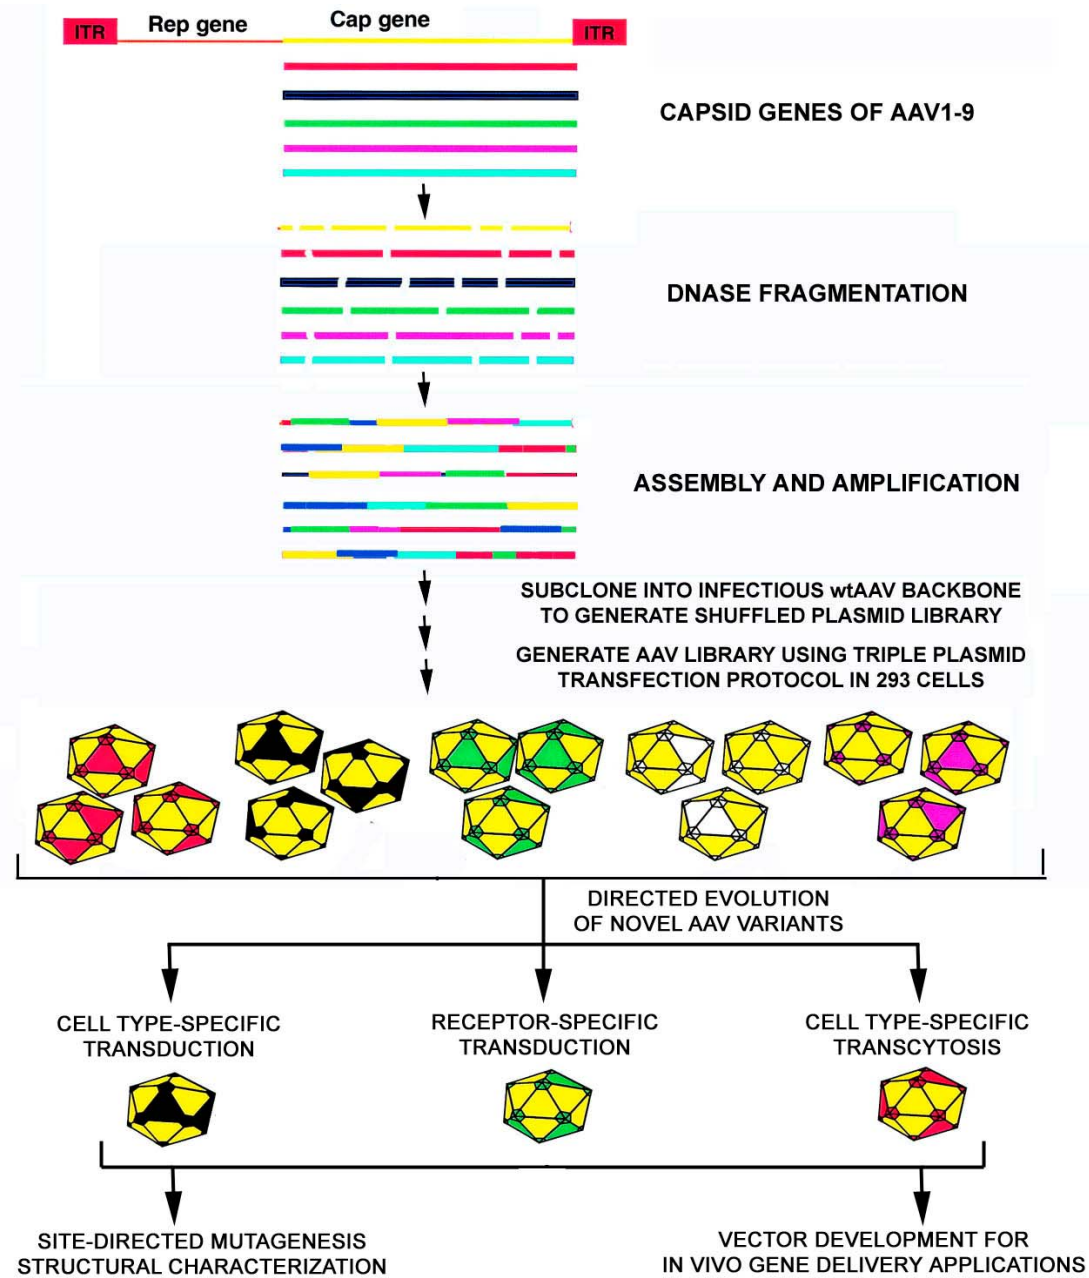 ITR Rep gene Cap gene ITR
CAPSID GENES OF AAV1-9
DNASE FRAGMENTATION
ASSEMBLY AND AMPLIFICATION
SUBCLONE INTO INFECTIOUS wtAAV BACKBONE
TO GENERATE SHUFFLED PLASMID LIBRARY
GENERATE AAV LIBRARY USING TRIPLE PLASMID
TRANSFECTION PROTOCOL IN 293 CELLS
DIRECTED EVOLUTION
OF NOVEL AAV VARIANTS
CELL TYPE-SPECIFIC
TRANSDUCTION
RECEPTOR-SPECIFIC
TRANSDUCTION
CELL TYPE-SPECIFIC
TRANSCYTOSIS
SITE-DIRECTED MUTAGENESIS
STRUCTURAL CHARACTERIZATION
VECTOR DEVELOPMENT FOR
IN VIVO GENE DELIVERY APPLICATIONS